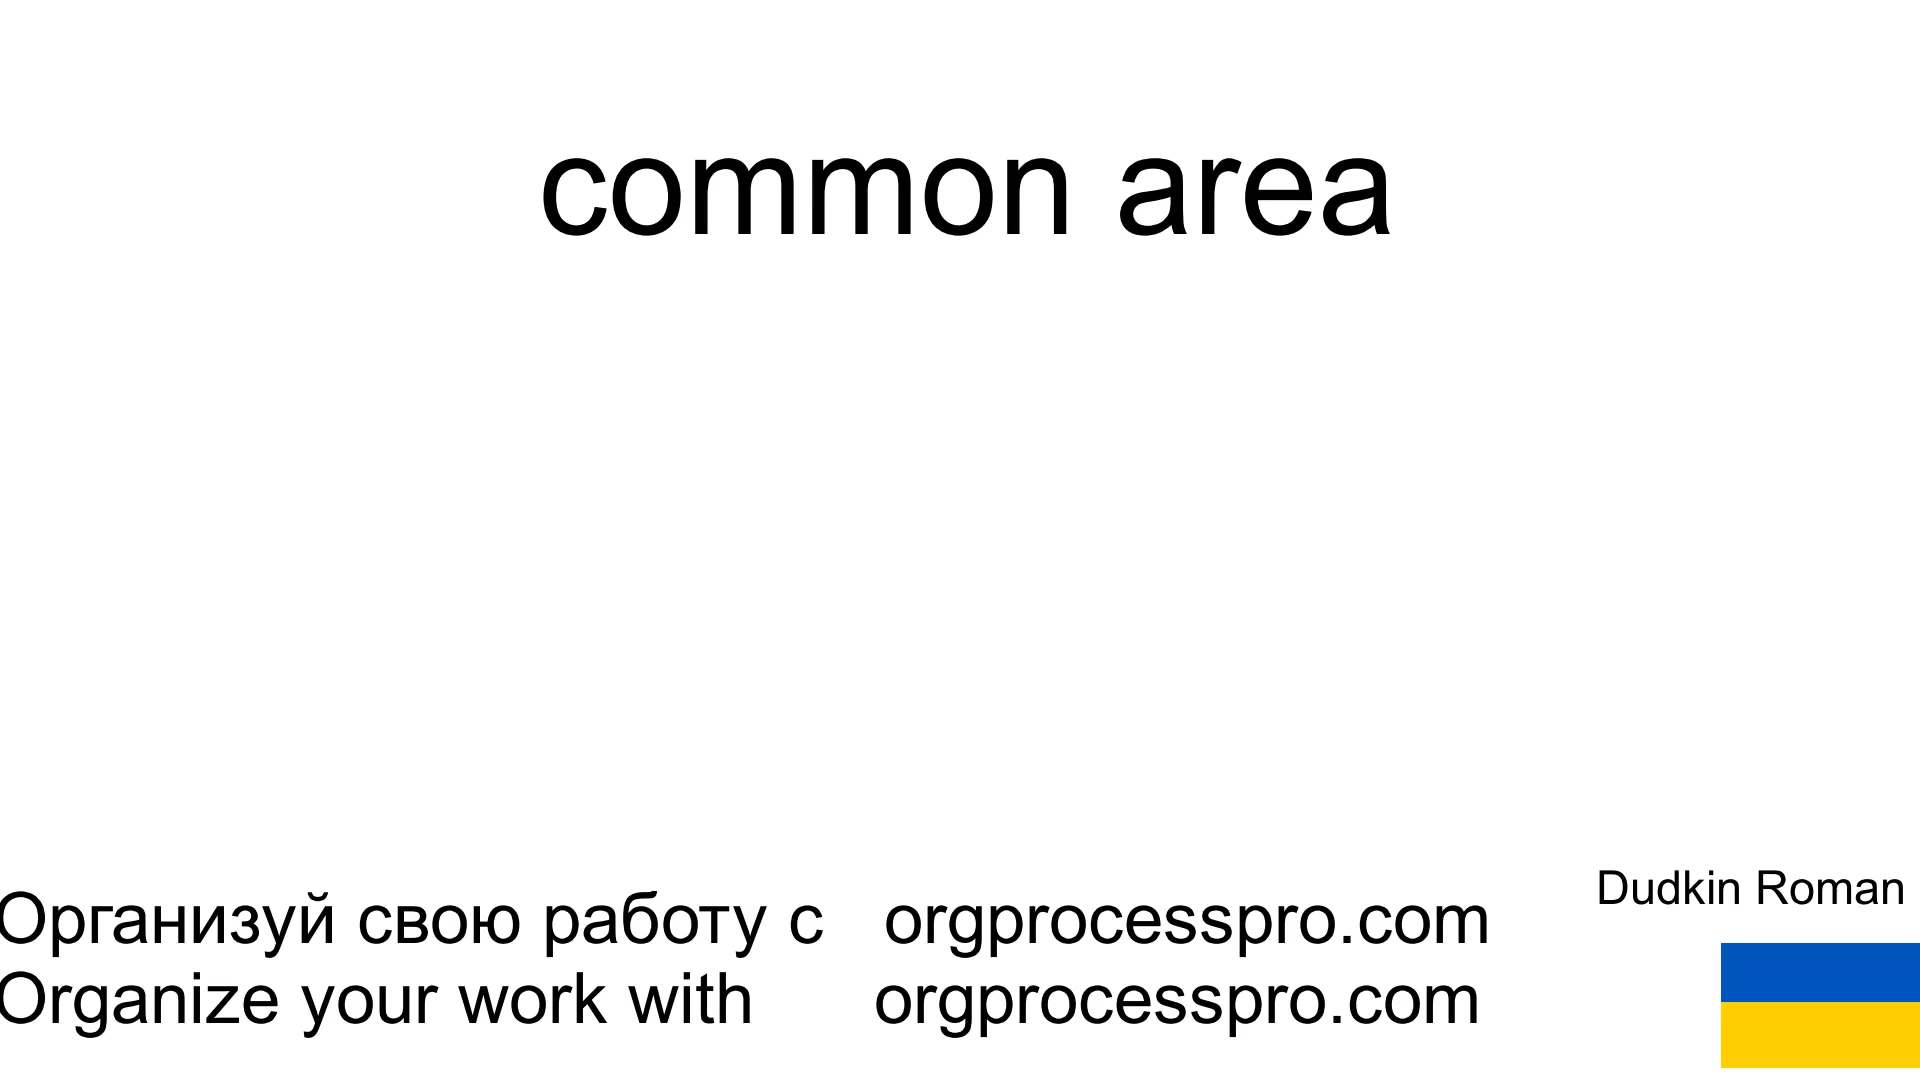 common area
Dudkin Roman
Организуй свою работу с orgprocesspro.com
Organize your work with orgprocesspro.com